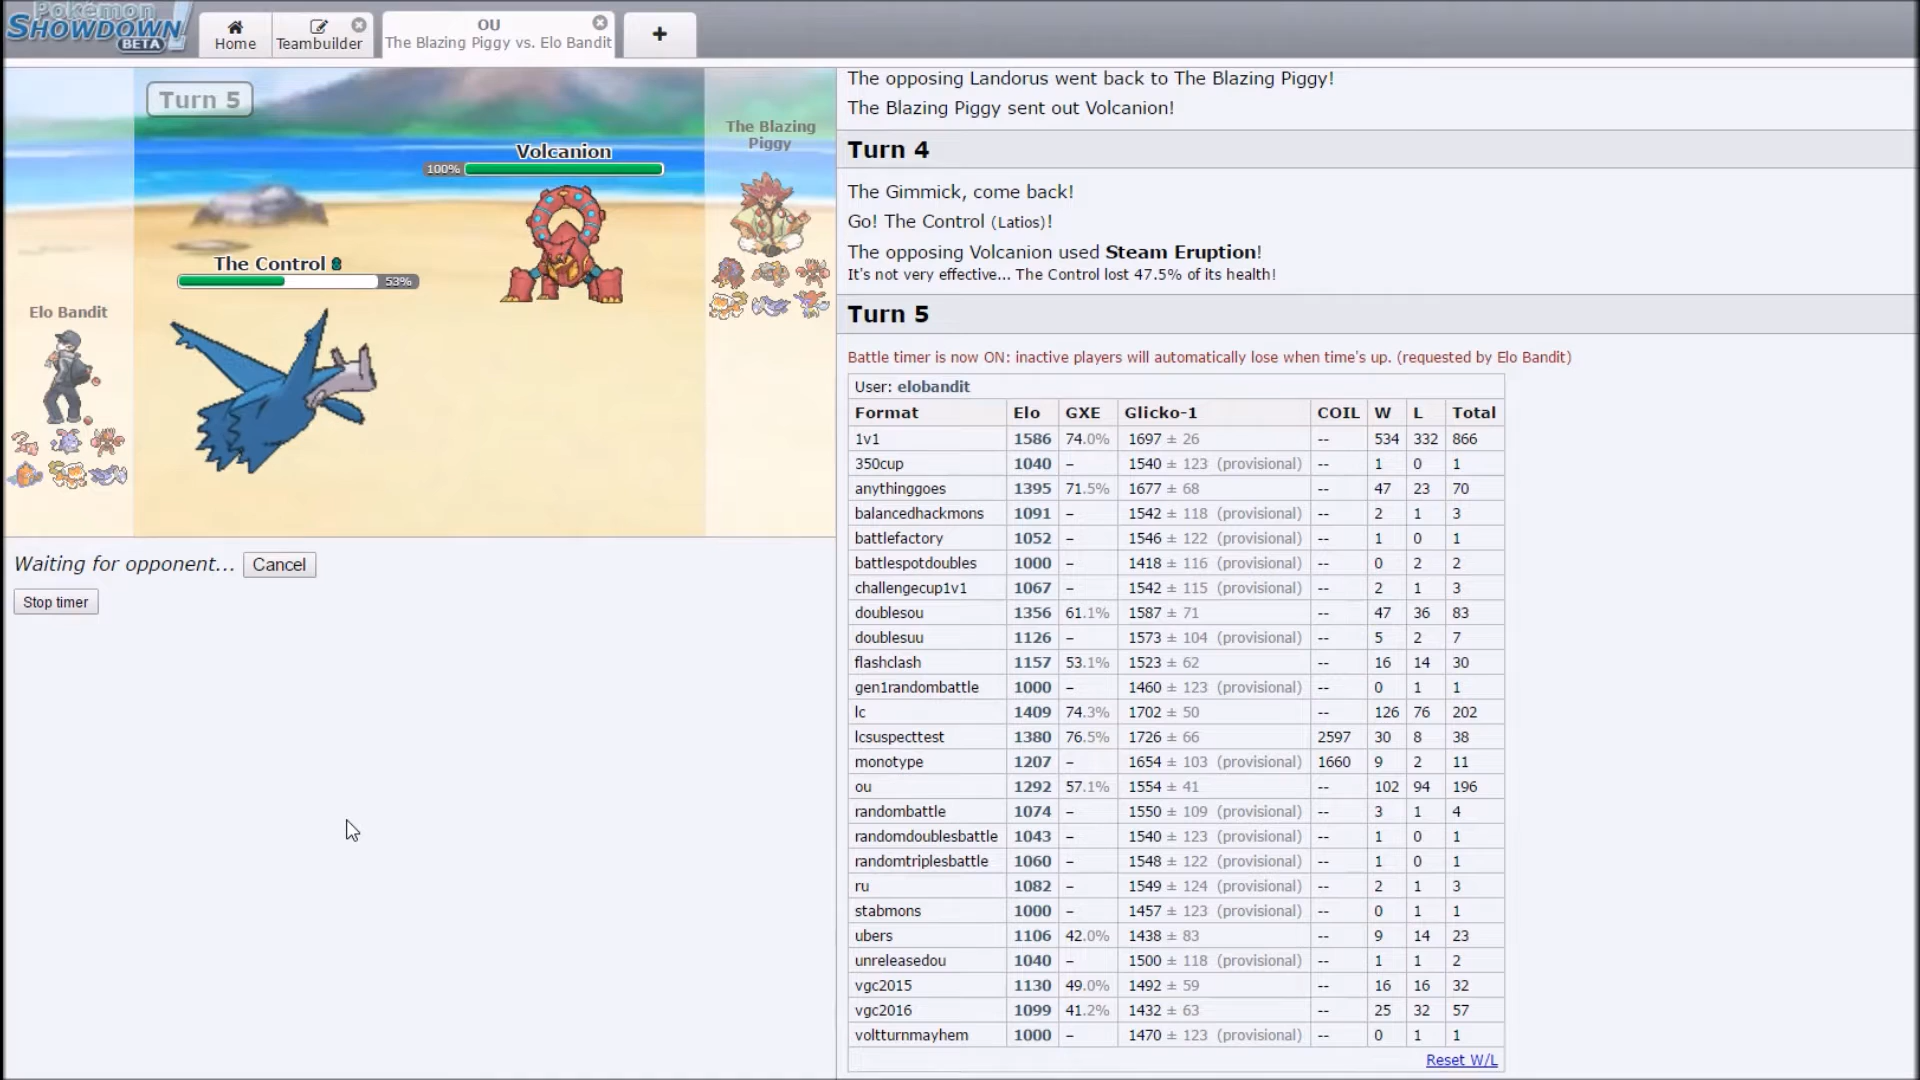 Pokémon
SHOWDOWN!
BETA
Home
Teambuilder
OU
The Blazing Piggy vs. Elo Bandit
+
Turn 5
The Blazing
Piggy
Volcanion
100%
The Control
53%
Elo Bandit
Waiting for opponent... Cancel
Stop timer
The opposing Landorus went back to The Blazing Piggy!
The Blazing Piggy sent out Volcanion!
Turn 4
The Gimmick, come back!
Go! The Control (Latios)!
The opposing Volcanion used Steam Eruption!
It's not very effective... The Control lost 47.5% of its health!
Turn 5
Battle timer is now ON: inactive players will automatically lose when time's up. (requested by Elo Bandit)
User: elobandit
Format Elo GXE Glicko-1 COIL W L Total
1v1 1586 74.0% 1697 ± 26 -- 534 332 866
350cup 1040 – 1540 ± 123 (provisional) -- 1 0 1
anythinggoes 1395 71.5% 1677 ± 68 -- 47 23 70
balancedhackmons 1091 – 1542 ± 118 (provisional) -- 2 1 3
battlefactory 1052 – 1546 ± 122 (provisional) -- 1 0 1
battlespotdoubles 1000 – 1418 ± 116 (provisional) -- 0 2 2
challengecup1v1 1067 – 1542 ± 115 (provisional) -- 2 1 3
doublesou 1356 61.1% 1587 ± 71 -- 47 36 83
doublesuu 1126 – 1573 ± 104 (provisional) -- 5 2 7
flashclash 1157 53.1% 1523 ± 62 -- 16 14 30
gen1randombattle 1000 – 1460 ± 123 (provisional) -- 0 1 1
lc 1409 74.3% 1702 ± 50 -- 126 76 202
lcsuspecttest 1380 76.5% 1726 ± 66 2597 30 8 38
monotype 1207 – 1654 ± 103 (provisional) 1660 9 2 11
ou 1292 57.1% 1554 ± 41 -- 102 94 196
randombattle 1074 – 1550 ± 109 (provisional) -- 3 1 4
randomdoublesbattle 1043 – 1540 ± 123 (provisional) -- 1 0 1
randomtriplesbattle 1060 – 1548 ± 122 (provisional) -- 1 0 1
ru 1082 – 1549 ± 124 (provisional) -- 2 1 3
stabmons 1000 – 1457 ± 123 (provisional) -- 0 1 1
ubers 1106 42.0% 1438 ± 83 -- 9 14 23
unreleasedou 1040 – 1500 ± 118 (provisional) -- 1 1 2
vgc2015 1130 49.0% 1492 ± 59 -- 16 16 32
vgc2016 1099 41.2% 1432 ± 63 -- 25 32 57
voltturnmayhem 1000 – 1470 ± 123 (provisional) -- 0 1 1
Reset W/L